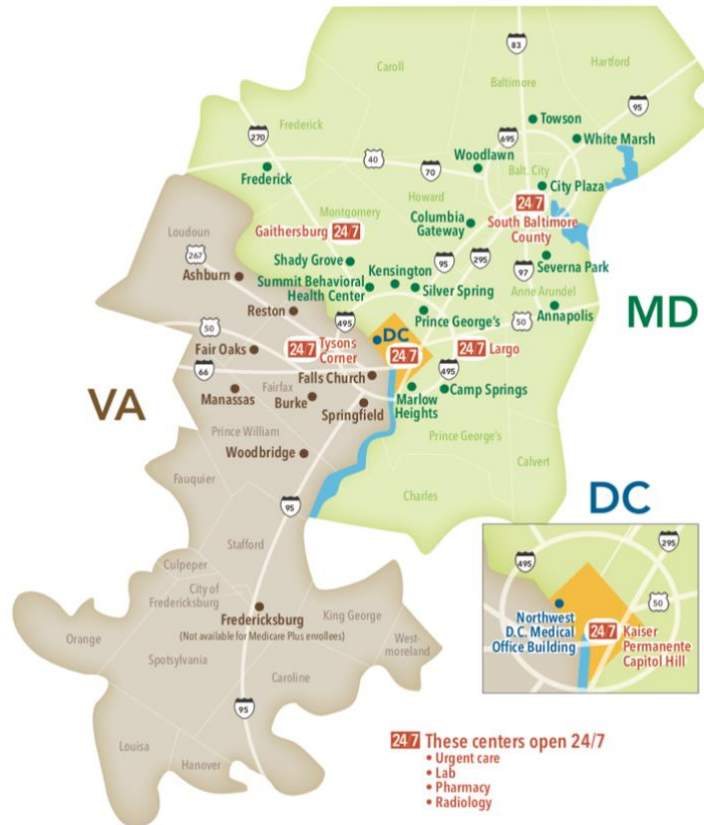 83
Caroll
Baltimore
Hartford
95
Frederick
270
Towson
695
White Marsh
40
70
Woodlawn
Balt. City
Frederick
Howard
City Plaza
Montgomery
Columbia
Gateway
24 7
South Baltimore
County
Gaithersburg 24 7
Loudoun
267
Ashburn
Shady Grove
Summit Behavioral
Health Center
Kensington
Silver Spring
95
295
97
Severna Park
Anne Arundel
Annapolis
MD
Reston
495
Prince George's
50
50
DC
Fair Oaks
24 7 Tysons
Corner
24 7
24 7 Largo
66
Falls Church
495
VA
Manassas
Fairfax
Burke
Springfield
Marlow
Heights
Camp Springs
Prince William
Woodbridge
Prince George's
Calvert
Fauquier
Charles
95
DC
Stafford
Culpeper
City of
Fredericksburg
Fredericksburg
(Not available for Medicare Plus enrollees)
King George
West-
moreland
Orange
Spotsylvania
Caroline
95
Louisa
Hanover
495
295
50
Northwest
D.C. Medical
Office Building
24 7 Kaiser
Permanente
Capitol Hill
24 7 These centers open 24/7
• Urgent care
• Lab
• Pharmacy
• Radiology